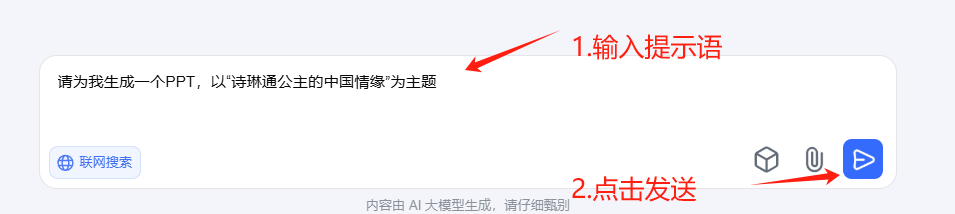 1.输入提示语
请为我生成一个PPT，以“诗琳通公主的中国情缘”为主题
联网搜索
2.点击发送
内容由 AI 大模型生成，请仔细甄别